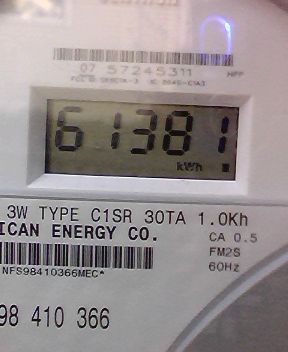 07 57245311 HPP
61381
kWh
3W TYPE C1SR 30TA 1.0Kh
ICAN ENERGY CO.
CA 0.5
FM2S
60Hz
NFS98410366MEC*
98 410 366